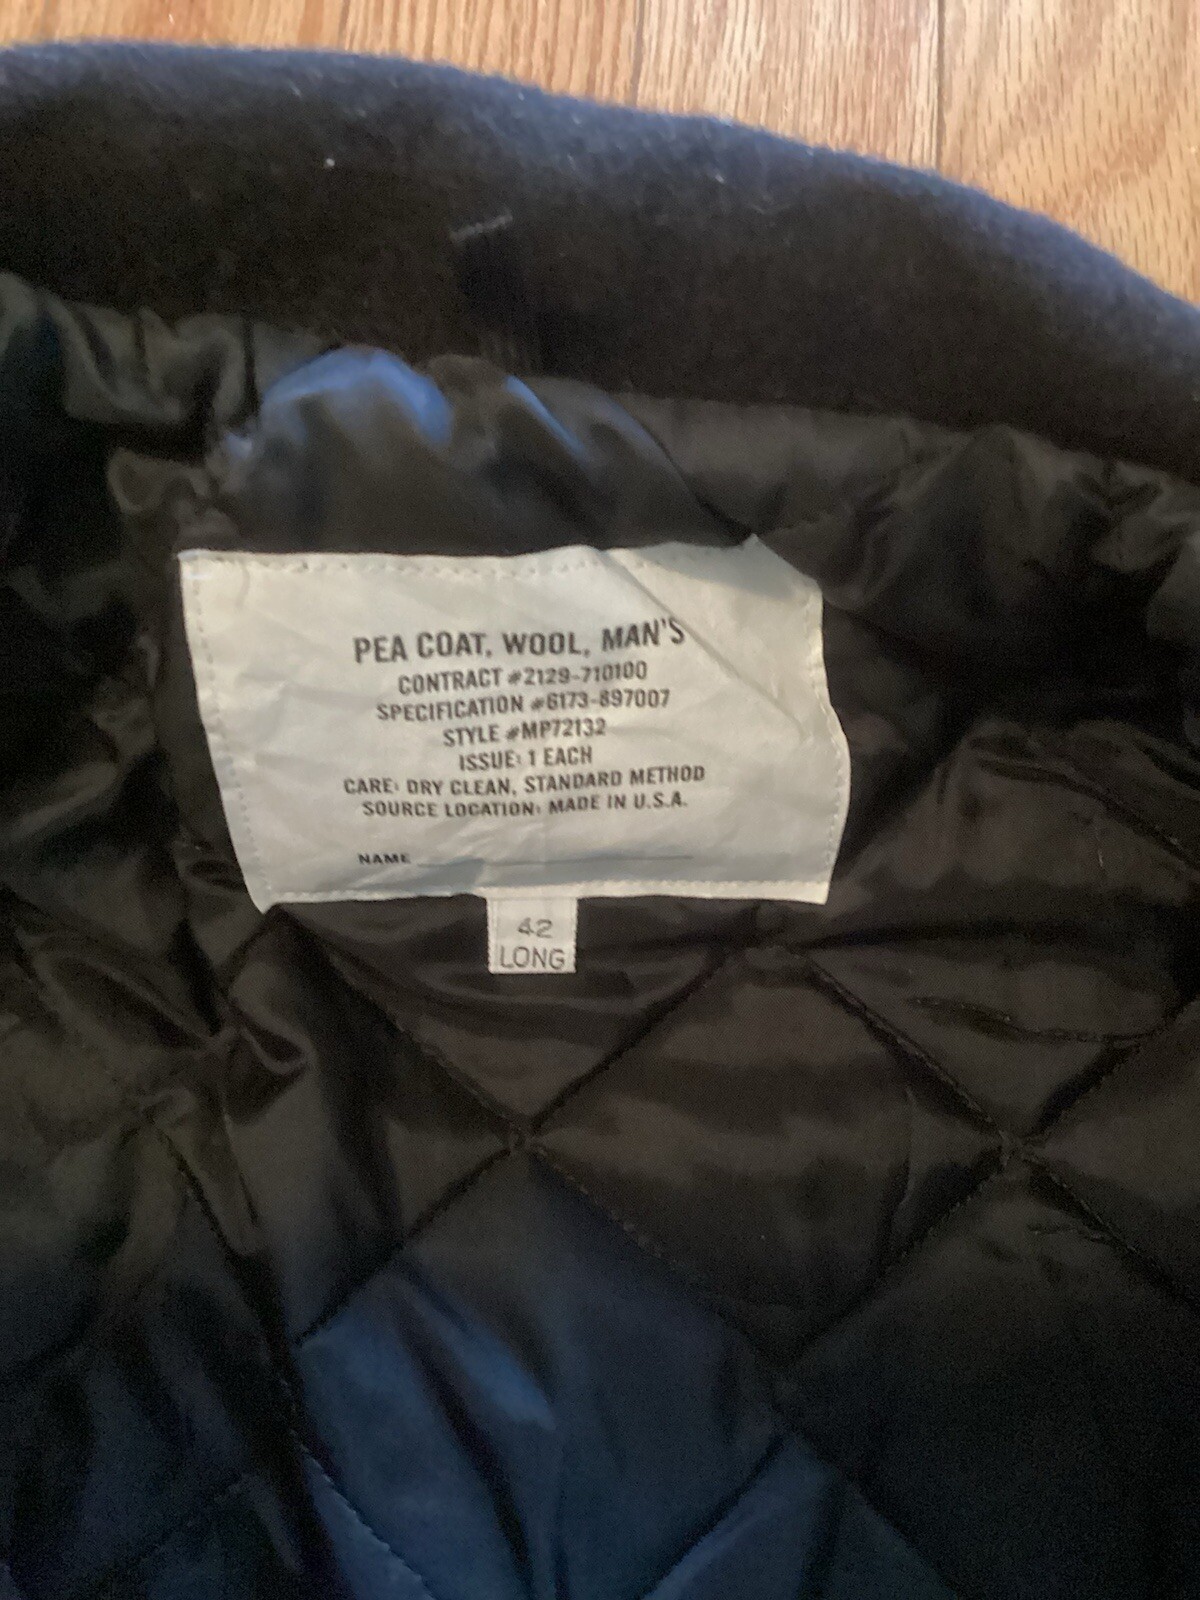 PEA COAT, WOOL, MAN'S
CONTRACT #2129-710100
SPECIFICATION #6173-897007
STYLE #MP72132
ISSUE: 1 EACH
CARE: DRY CLEAN, STANDARD METHOD
SOURCE LOCATION: MADE IN U.S.A.
NAME
42
LONG